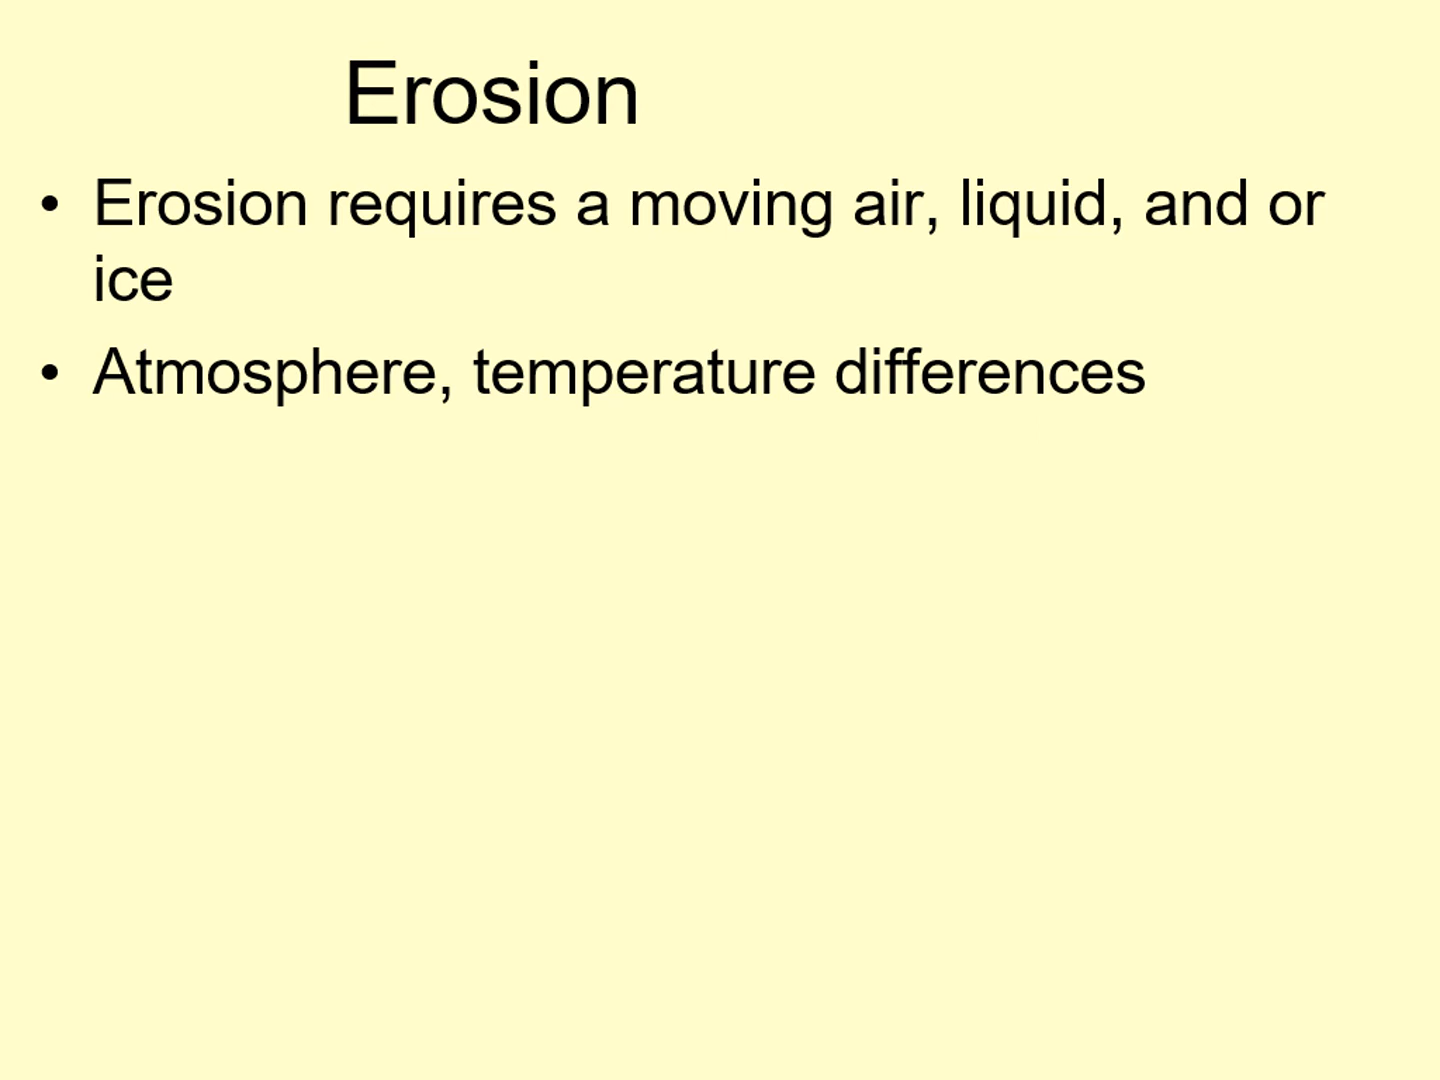 Erosion
• Erosion requires a moving air, liquid, and or
ice
• Atmosphere, temperature differences